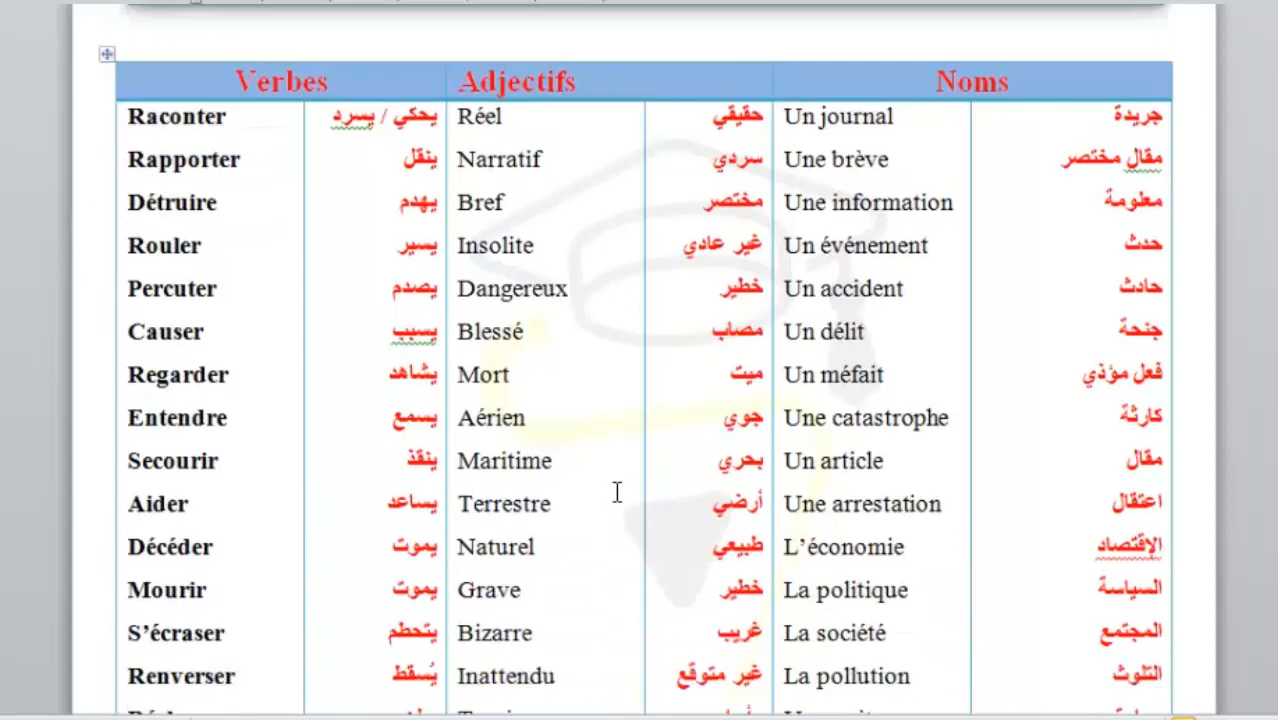 Verbes Adjectifs Noms
Raconter يحكي / يسرد Réel حقيقي Un journal جريدة
Rapporter ينقل Narratif سردي Une brève مقال مختصر
Détruire يهدم Bref مختصر Une information معلومة
Rouler يسير Insolite غير عادي Un événement حدث
Percuter يصدم Dangereux خطير Un accident حادث
Causer يسبب Blessé مصاب Un délit جنحة
Regarder يشاهد Mort ميت Un méfait فعل مؤذي
Entendre يسمع Aérien جوي Une catastrophe كارثة
Secourir ينقذ Maritime بحري Un article مقال
Aider يساعد Terrestre أرضي Une arrestation اعتقال
Décéder يموت Naturel طبيعي L’économie الإقتصاد
Mourir يموت Grave خطير La politique السياسة
S’écraser يتحطم Bizarre غريب La société المجتمع
Renverser يُسقط Inattendu غير متوقع La pollution التلوث